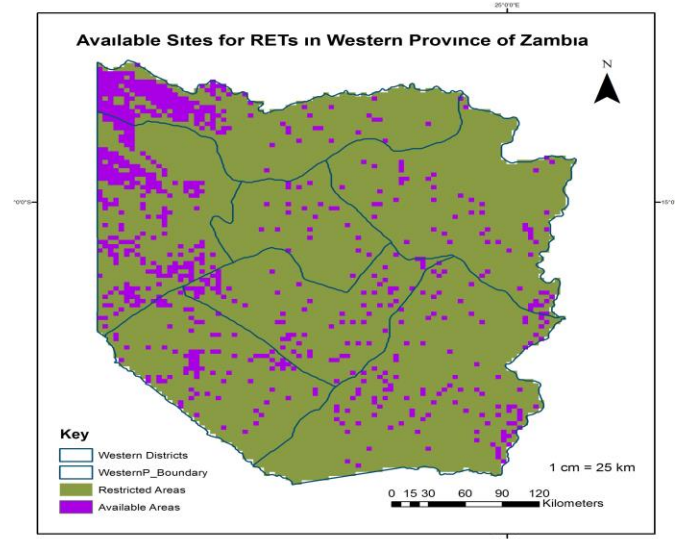 25°0'0"E
Available Sites for RETs in Western Province of Zambia
N
°0'0"S
15°
Key
Western Districts
WesternP_Boundary
Restricted Areas
Available Areas
1 cm = 25 km
0 15 30 60 90 120
Kilometers